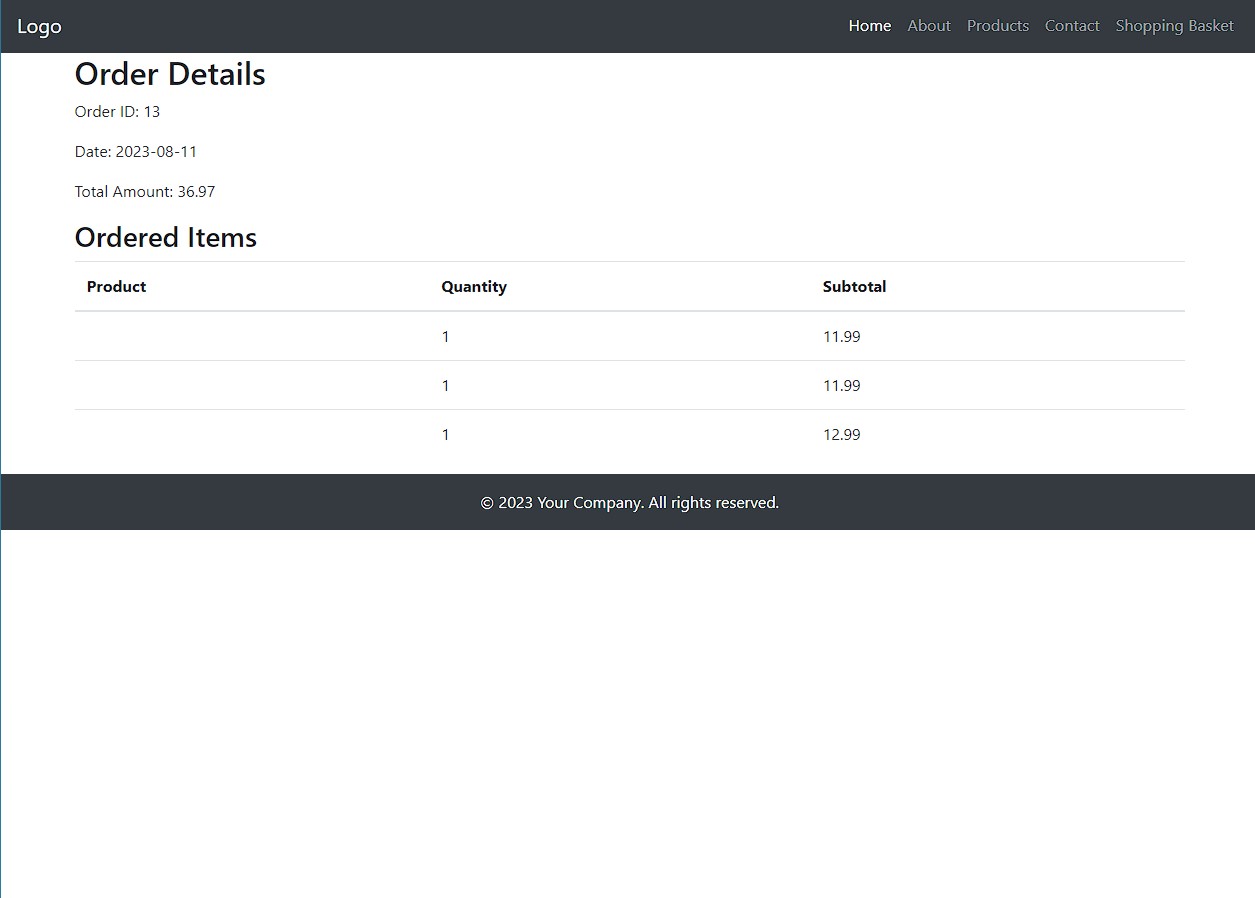 Logo Home About Products Contact Shopping Basket
Order Details
Order ID: 13
Date: 2023-08-11
Total Amount: 36.97
Ordered Items
Product Quantity Subtotal
1 11.99
1 11.99
1 12.99
© 2023 Your Company. All rights reserved.